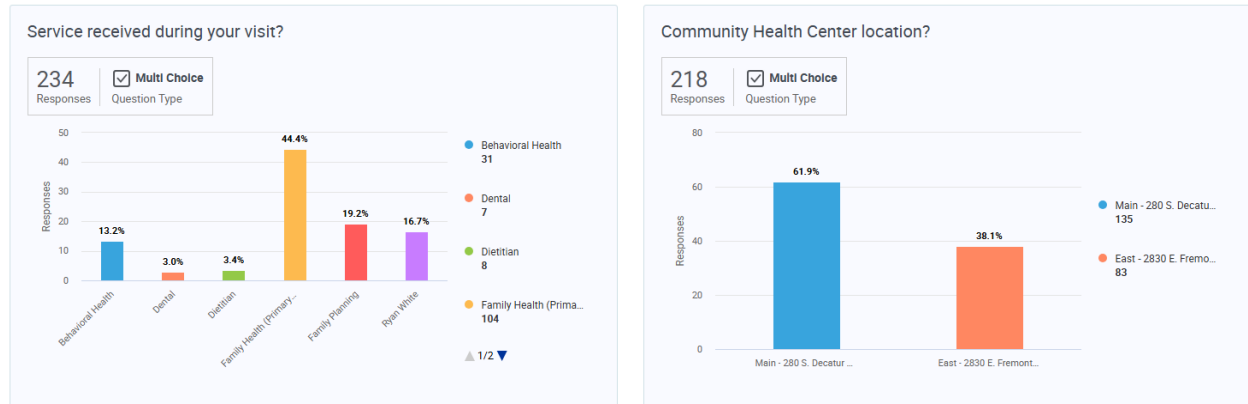 Service received during your visit?
234
Responses
Multi Choice
Question Type
50
40
30
20
10
0
Responses
13.2%
3.0%
3.4%
44.4%
19.2%
16.7%
Behavioral Health
Dental
Dietitian
Family Health (Primary...
Family Planning
Ryan White
Behavioral Health
31
Dental
7
Dietitian
8
Family Health (Prima...
104
1/2
Community Health Center location?
218
Responses
Multi Choice
Question Type
80
60
40
20
0
Responses
61.9%
38.1%
Main - 280 S. Decatur ...
East - 2830 E. Fremont...
Main - 280 S. Decatu...
135
East - 2830 E. Fremo...
83